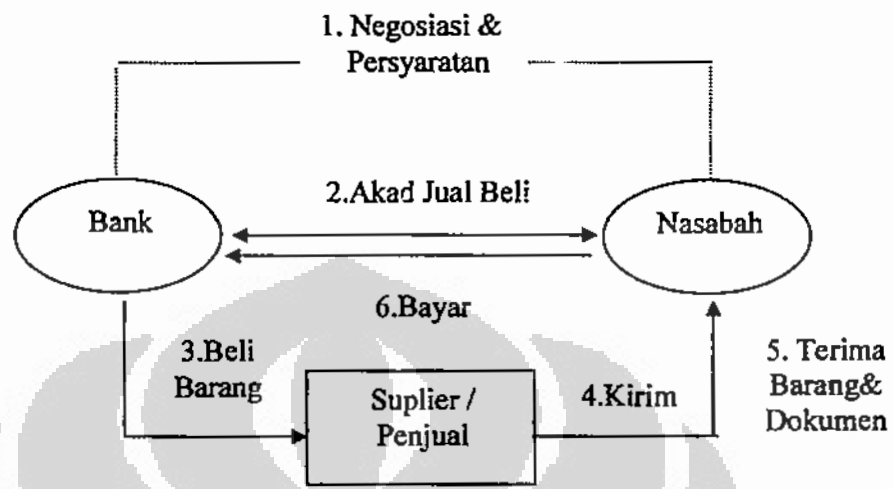 1. Negosiasi &
Persyaratan
Bank
2.Akad Jual Beli
Nasabah
6.Bayar
3.Beli
Barang
Suplier /
Penjual
4.Kirim
5. Terima
Barang&
Dokumen